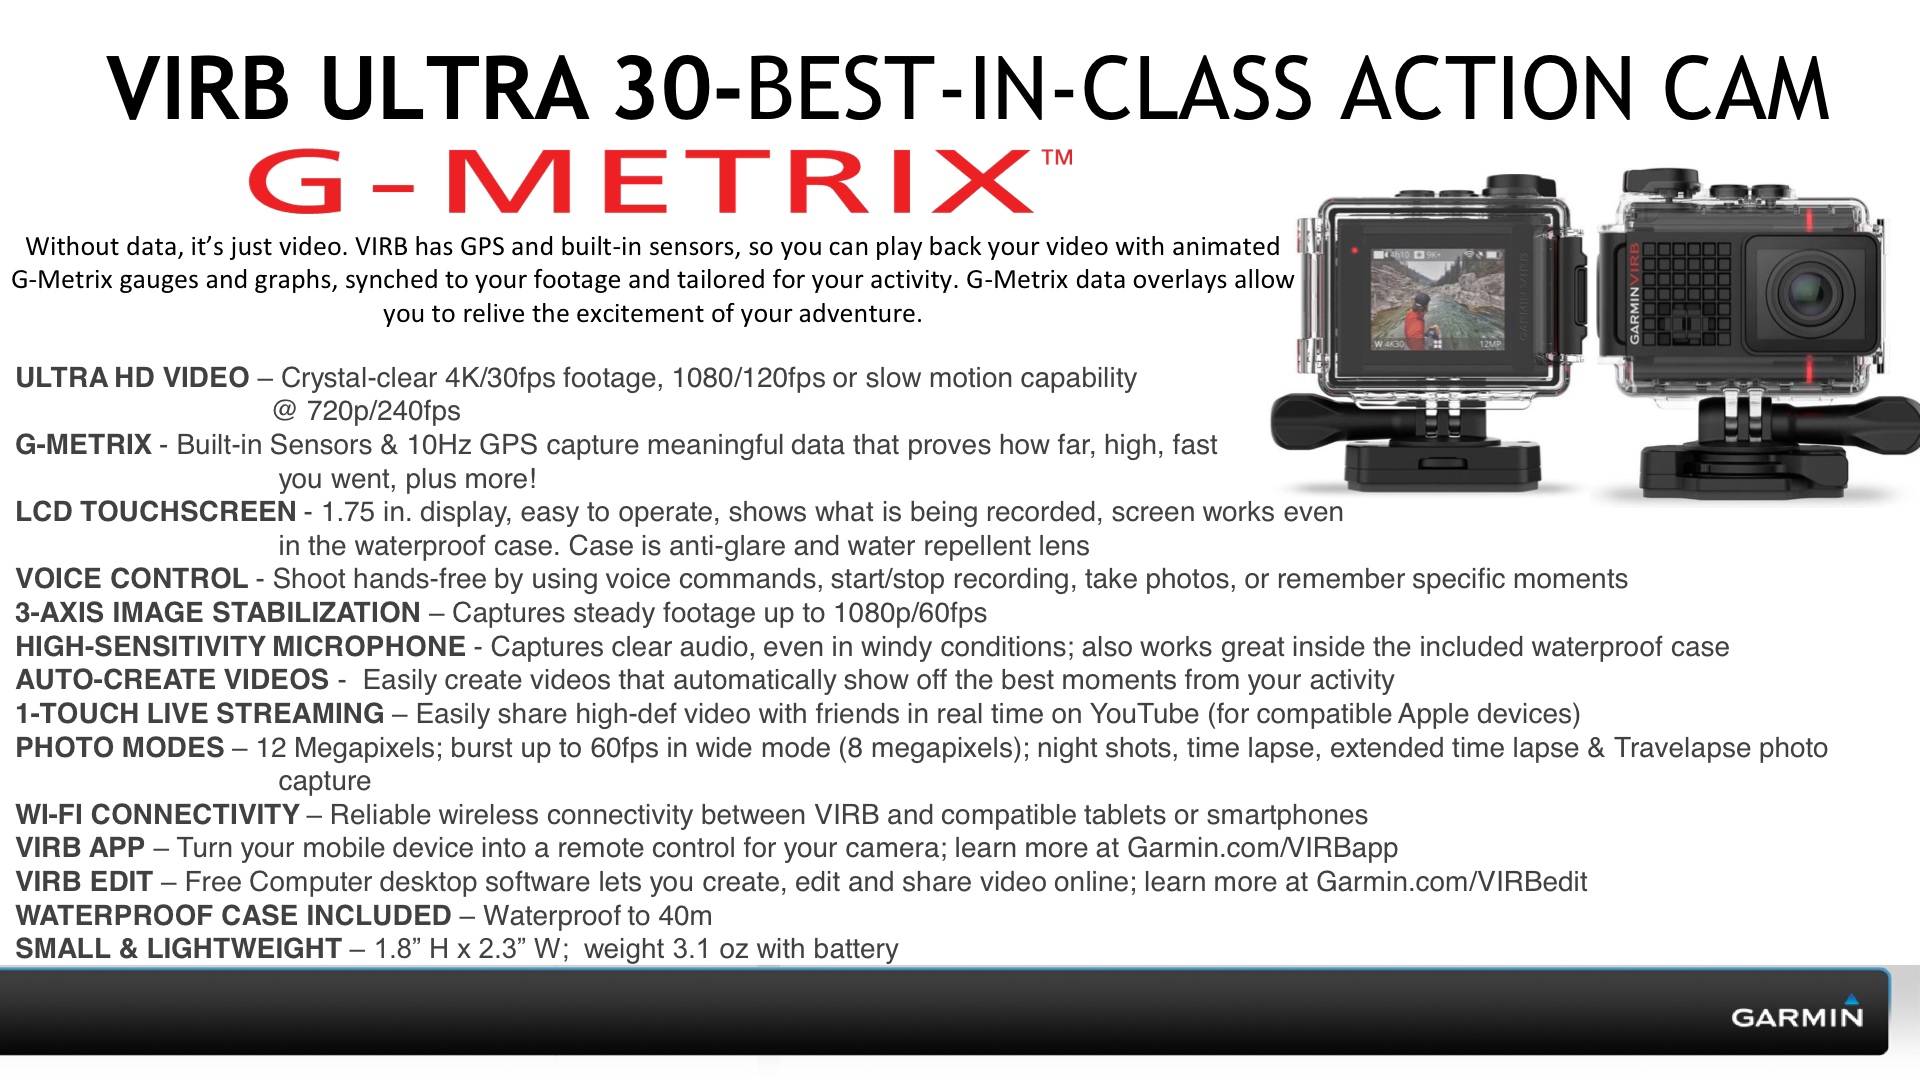 VIRB ULTRA 30-BEST-IN-CLASS ACTION CAM
G-METRIX™
Without data, it’s just video. VIRB has GPS and built-in sensors, so you can play back your video with animated
G-Metrix gauges and graphs, synched to your footage and tailored for your activity. G-Metrix data overlays allow
you to relive the excitement of your adventure.
4h10 9K+
W 4K30 12MP
GARMIN VIRB
GARMIN VIRB
ULTRA HD VIDEO – Crystal-clear 4K/30fps footage, 1080/120fps or slow motion capability
@ 720p/240fps
G-METRIX - Built-in Sensors & 10Hz GPS capture meaningful data that proves how far, high, fast
you went, plus more!
LCD TOUCHSCREEN - 1.75 in. display, easy to operate, shows what is being recorded, screen works even
in the waterproof case. Case is anti-glare and water repellent lens
VOICE CONTROL - Shoot hands-free by using voice commands, start/stop recording, take photos, or remember specific moments
3-AXIS IMAGE STABILIZATION – Captures steady footage up to 1080p/60fps
HIGH-SENSITIVITY MICROPHONE - Captures clear audio, even in windy conditions; also works great inside the included waterproof case
AUTO-CREATE VIDEOS -  Easily create videos that automatically show off the best moments from your activity
1-TOUCH LIVE STREAMING – Easily share high-def video with friends in real time on YouTube (for compatible Apple devices)
PHOTO MODES – 12 Megapixels; burst up to 60fps in wide mode (8 megapixels); night shots, time lapse, extended time lapse & Travelapse photo
capture
WI-FI CONNECTIVITY – Reliable wireless connectivity between VIRB and compatible tablets or smartphones
VIRB APP – Turn your mobile device into a remote control for your camera; learn more at Garmin.com/VIRBapp
VIRB EDIT – Free Computer desktop software lets you create, edit and share video online; learn more at Garmin.com/VIRBedit
WATERPROOF CASE INCLUDED – Waterproof to 40m
SMALL & LIGHTWEIGHT – 1.8” H x 2.3” W;  weight 3.1 oz with battery
GARMIN